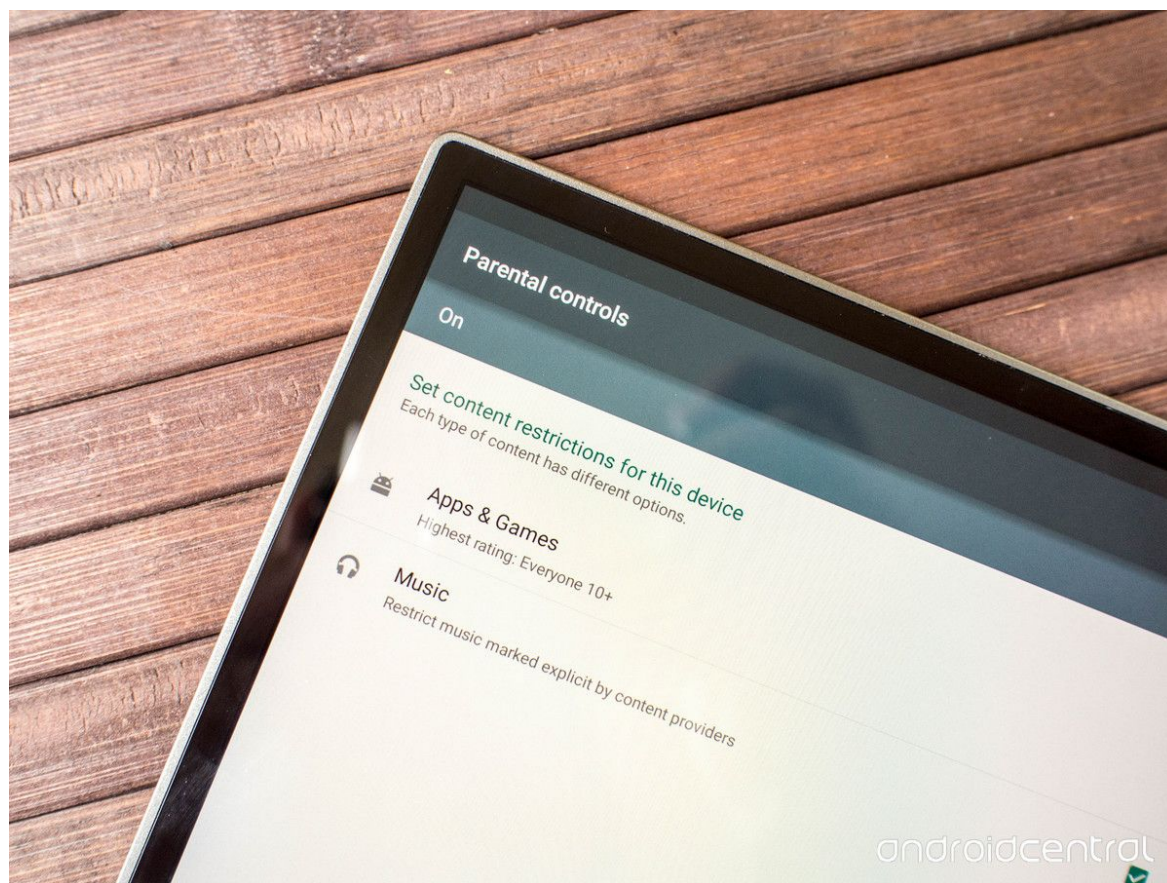 Parental controls
On
Set content restrictions for this device
Each type of content has different options.
Apps & Games
Highest rating: Everyone 10+
Music
Restrict music marked explicit by content providers
androidcentral